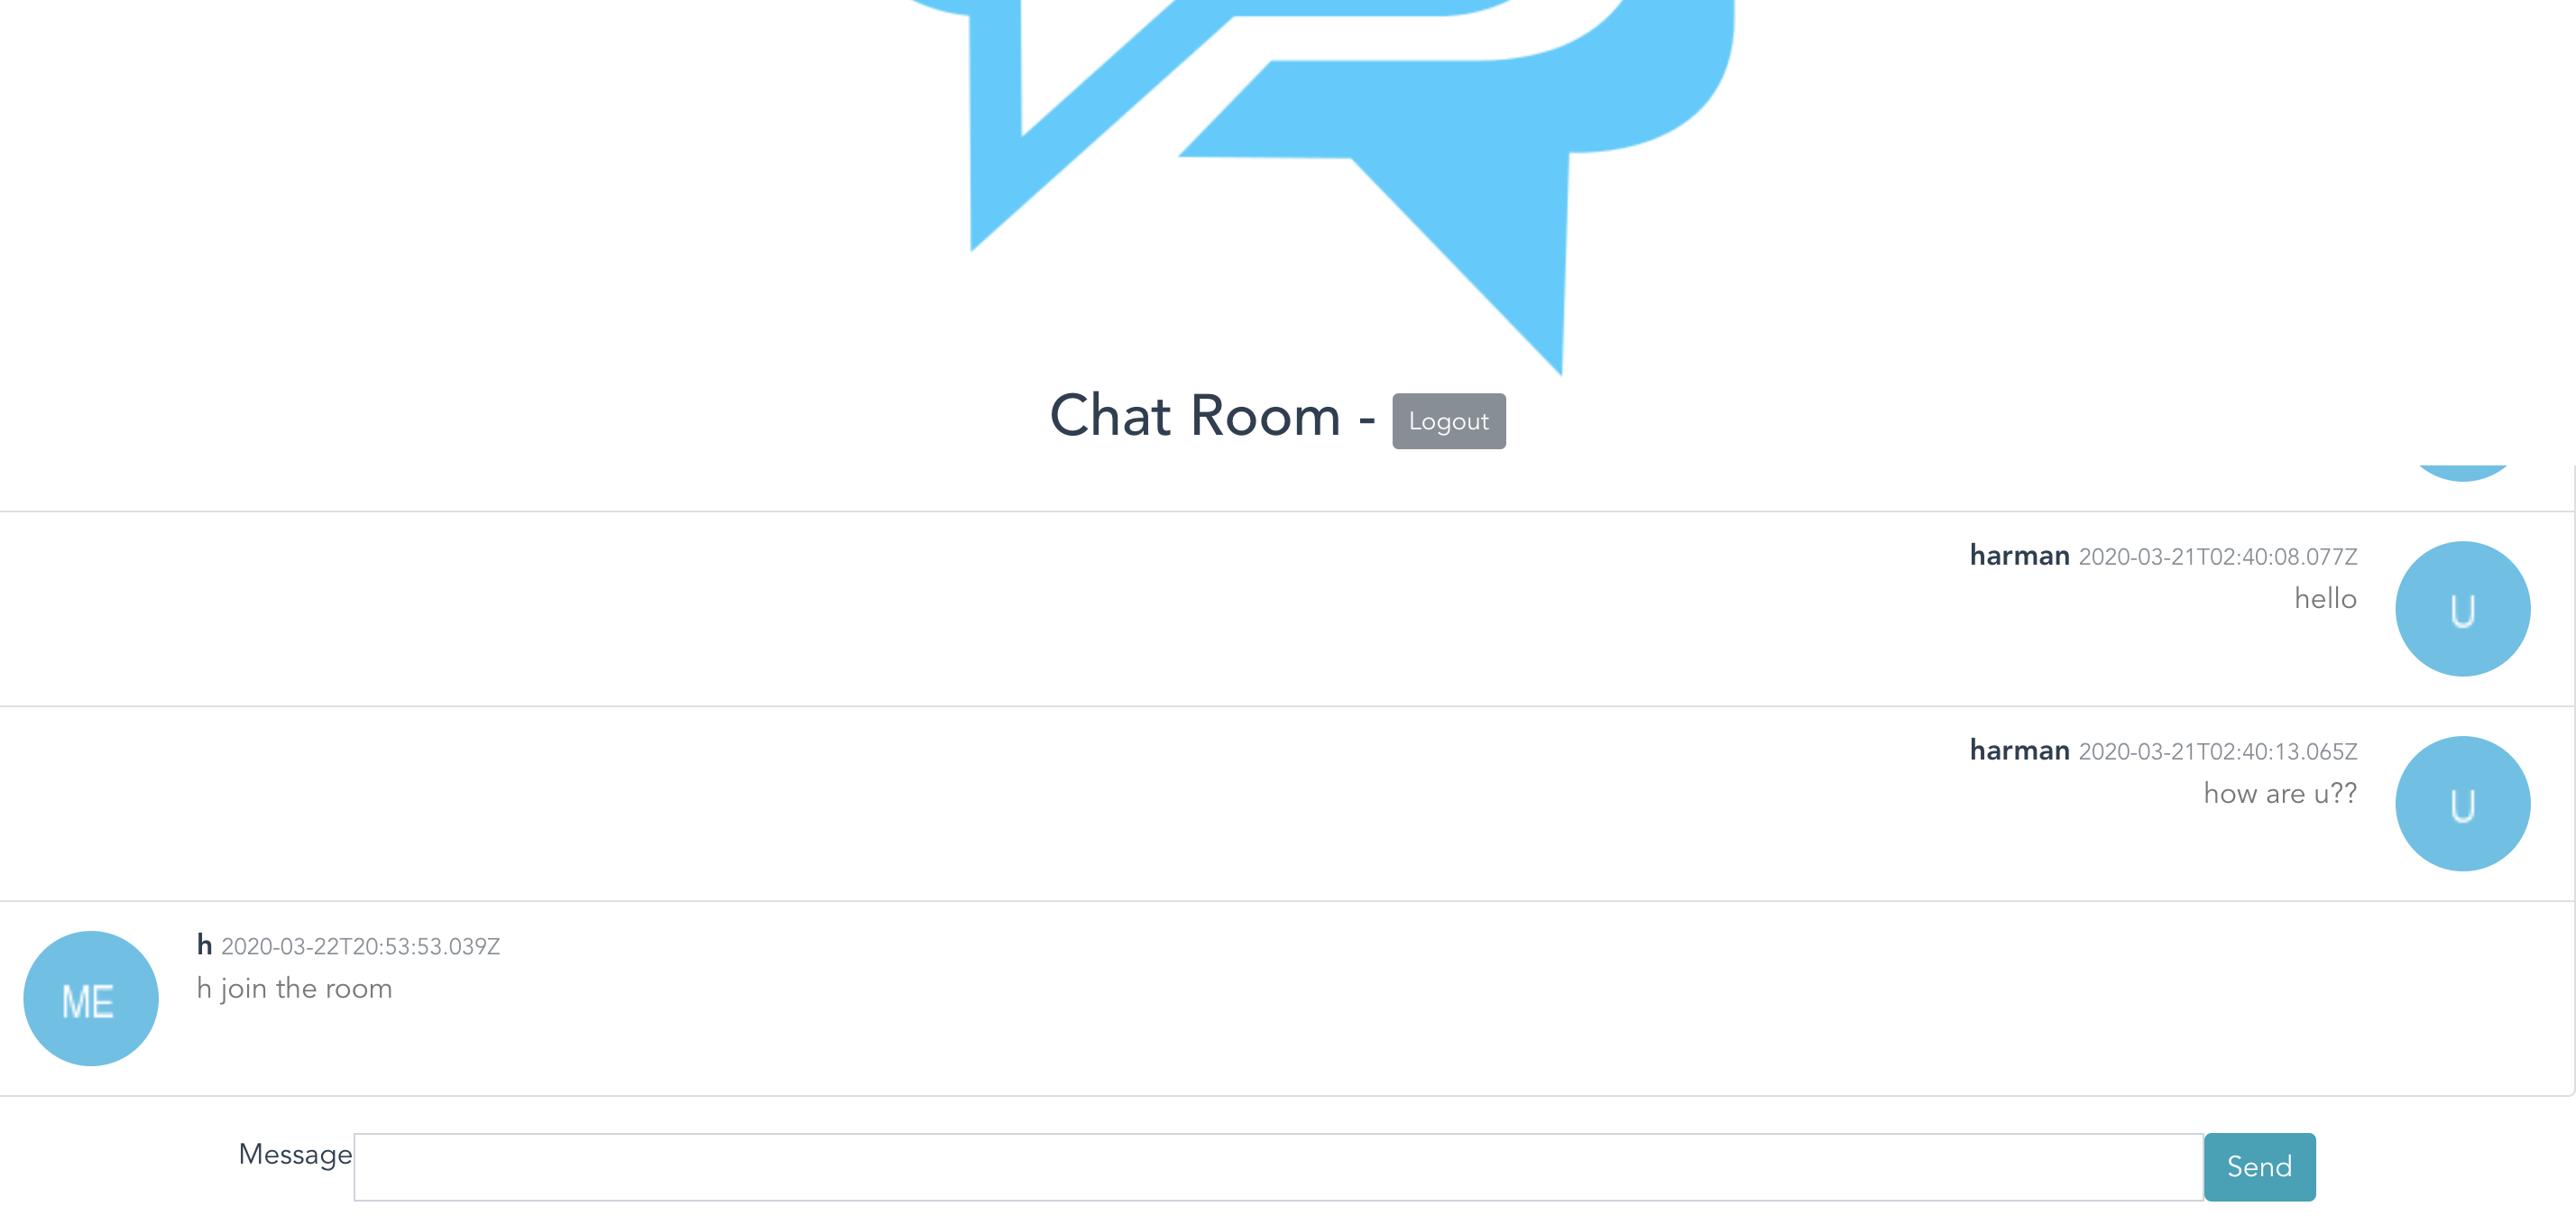 Chat Room - Logout
harman 2020-03-21T02:40:08.077Z
hello
U
harman 2020-03-21T02:40:13.065Z
how are u??
U
h 2020-03-22T20:53:53.039Z
h join the room
ME
Message
Send